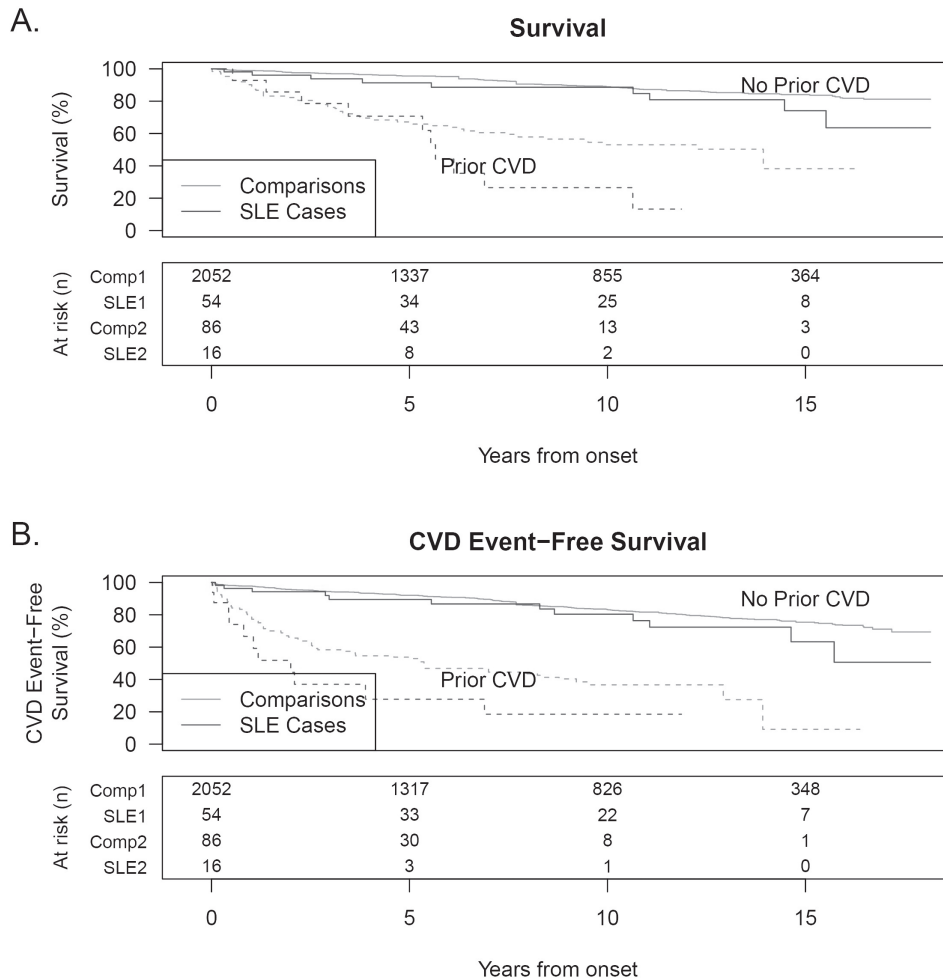 A.
Survival
Survival (%)
100
80
60
40
20
0
No Prior CVD
Prior CVD
Comparisons
SLE Cases
At risk (n)
Comp1 2052 1337 855 364
SLE1 54 34 25 8
Comp2 86 43 13 3
SLE2 16 8 2 0
0 5 10 15
Years from onset
B.
CVD Event−Free Survival
CVD Event−Free
Survival (%)
100
80
60
40
20
0
No Prior CVD
Prior CVD
Comparisons
SLE Cases
At risk (n)
Comp1 2052 1317 826 348
SLE1 54 33 22 7
Comp2 86 30 8 1
SLE2 16 3 1 0
0 5 10 15
Years from onset